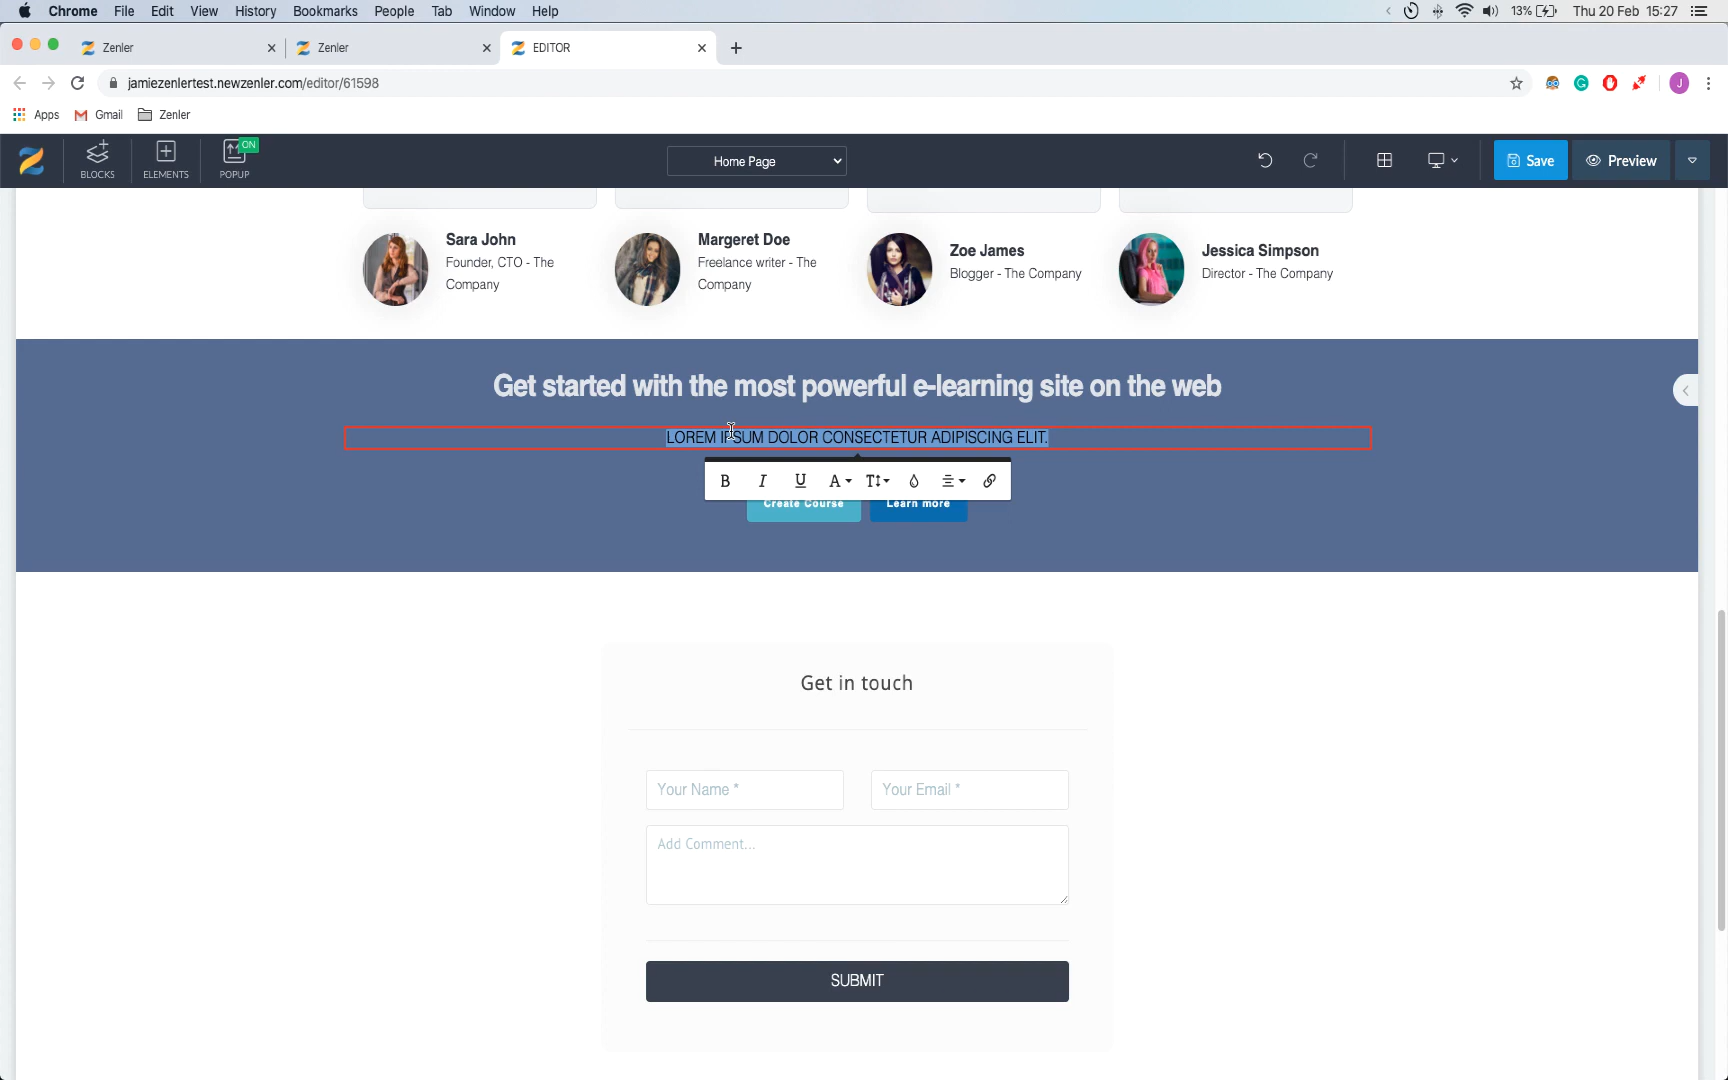 Chrome File Edit View History Bookmarks People Tab Window Help 13% Thu 20 Feb 15:27
Zenler Zenler EDITOR
jamiezenlertest.newzenler.com/editor/61598 J
Apps Gmail Zenler
BLOCKS ELEMENTS POPUP ON Home Page Save Preview
Sara John
Founder, CTO - The
Company
Margeret Doe
Freelance writer - The
Company
Zoe James
Blogger - The Company
Jessica Simpson
Director - The Company
Get started with the most powerful e-learning site on the web
LOREM IPSUM DOLOR CONSECTETUR ADIPISCING ELIT.
B I U A T
Create Course Learn more
Get in touch
Your Name * Your Email *
Add Comment...
SUBMIT